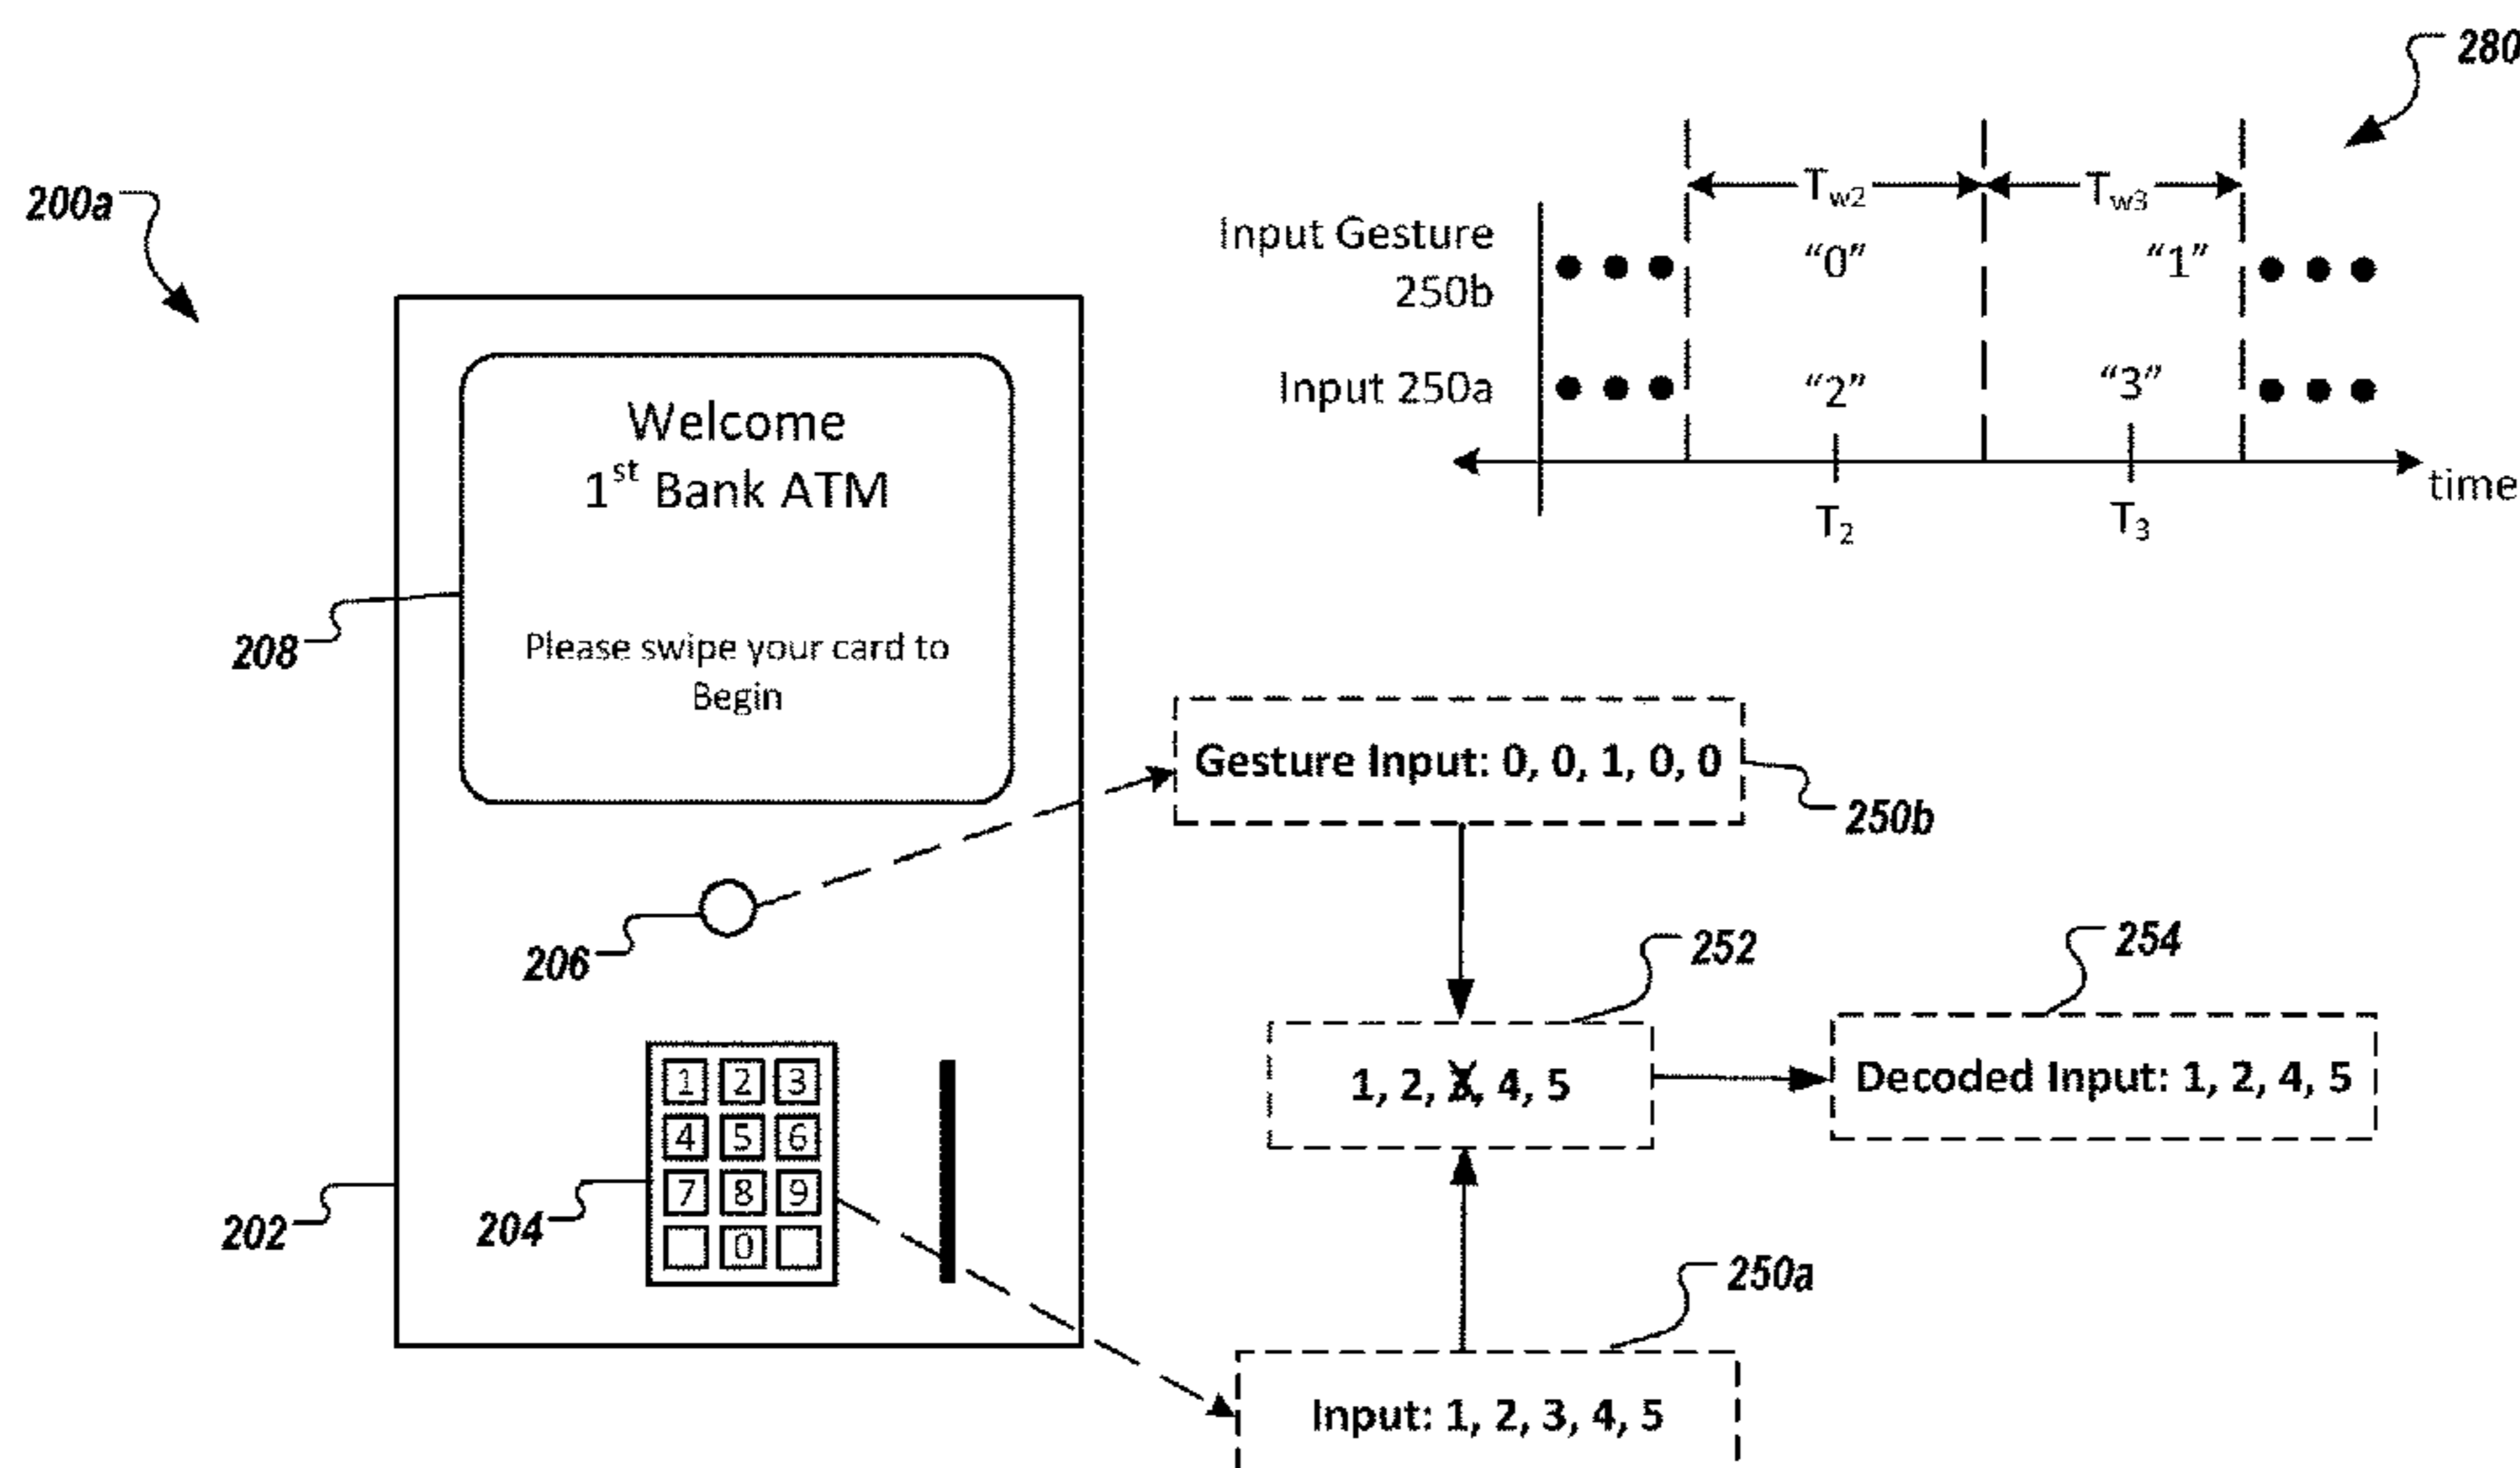 280
200a
Tw2
Tw3
Input Gesture
250b
“0”
“1”
Input 250a
“2”
“3”
time
T2
T3
Welcome
1st Bank ATM
Please swipe your card to
Begin
208
Gesture Input: 0, 0, 1, 0, 0
250b
206
252
254
1, 2, 3, 4, 5
Decoded Input: 1, 2, 4, 5
1 2 3
4 5 6
7 8 9
0
202
204
250a
Input: 1, 2, 3, 4, 5